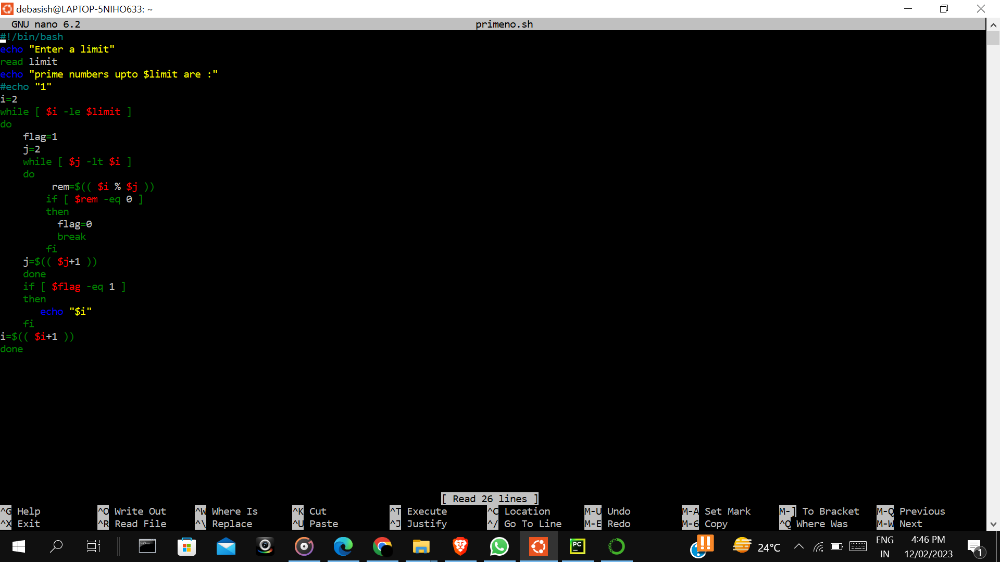 debasish@LAPTOP-5NIHO633: ~
GNU nano 6.2 primeno.sh
#!/bin/bash
echo "Enter a limit"
read limit
echo "prime numbers upto $limit are :"
#echo "1"
i=2
while [ $i -le $limit ]
do
    flag=1
    j=2
    while [ $j -lt $i ]
    do
         rem=$(( $i % $j ))
        if [ $rem -eq 0 ]
        then
          flag=0
          break
        fi
    j=$(( $j+1 ))
    done
    if [ $flag -eq 1 ]
    then
       echo "$i"
    fi
i=$(( $i+1 ))
done
[ Read 26 lines ]
^G Help ^O Write Out ^W Where Is ^K Cut ^T Execute ^C Location M-U Undo M-A Set Mark M-] To Bracket M-Q Previous
^X Exit ^R Read File ^\ Replace ^U Paste ^J Justify ^/ Go To Line M-E Redo M-6 Copy ^Q Where Was M-W Next
PC
24°C
ENG
IN
4:46 PM
12/02/2023
1